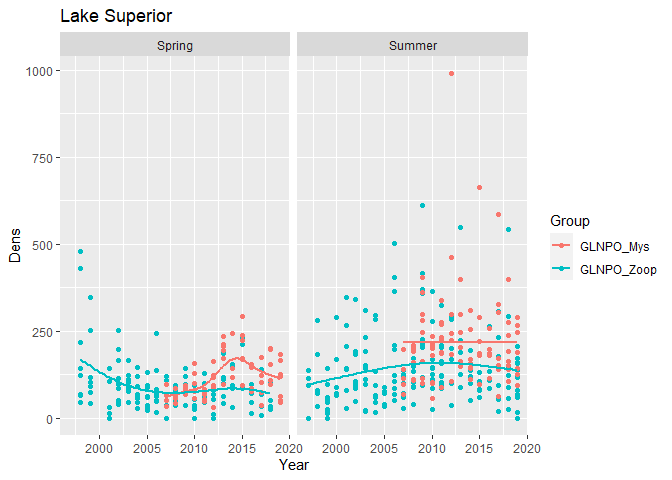 Lake Superior
Spring
Summer
1000
750
500
250
0
Dens
2000
2005
2010
2015
2020
2000
2005
2010
2015
2020
Year
Group
GLNPO_Mys
GLNPO_Zoop